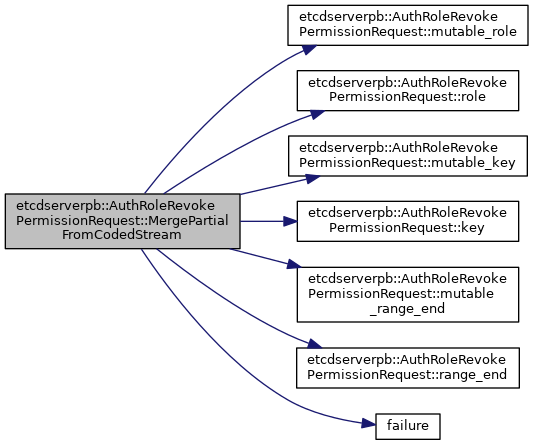 etcdserverpb::AuthRoleRevoke
PermissionRequest::MergePartial
FromCodedStream
etcdserverpb::AuthRoleRevoke
PermissionRequest::mutable_role
etcdserverpb::AuthRoleRevoke
PermissionRequest::role
etcdserverpb::AuthRoleRevoke
PermissionRequest::mutable_key
etcdserverpb::AuthRoleRevoke
PermissionRequest::key
etcdserverpb::AuthRoleRevoke
PermissionRequest::mutable
_range_end
etcdserverpb::AuthRoleRevoke
PermissionRequest::range_end
failure